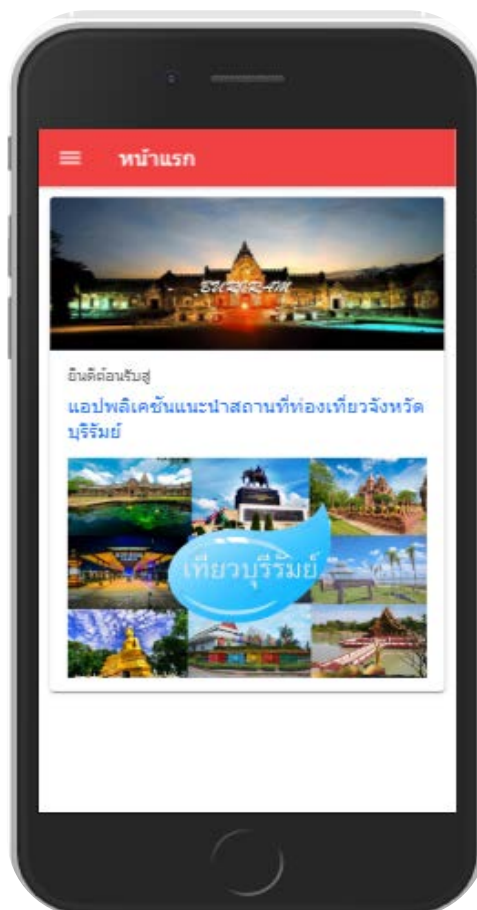 หน้าแรก
BURIRAM
ยินดีต้อนรับสู่
แอปพลิเคชันแนะนำสถานที่ท่องเที่ยวจังหวัด
บุรีรัมย์
เที่ยวบุรีรัมย์